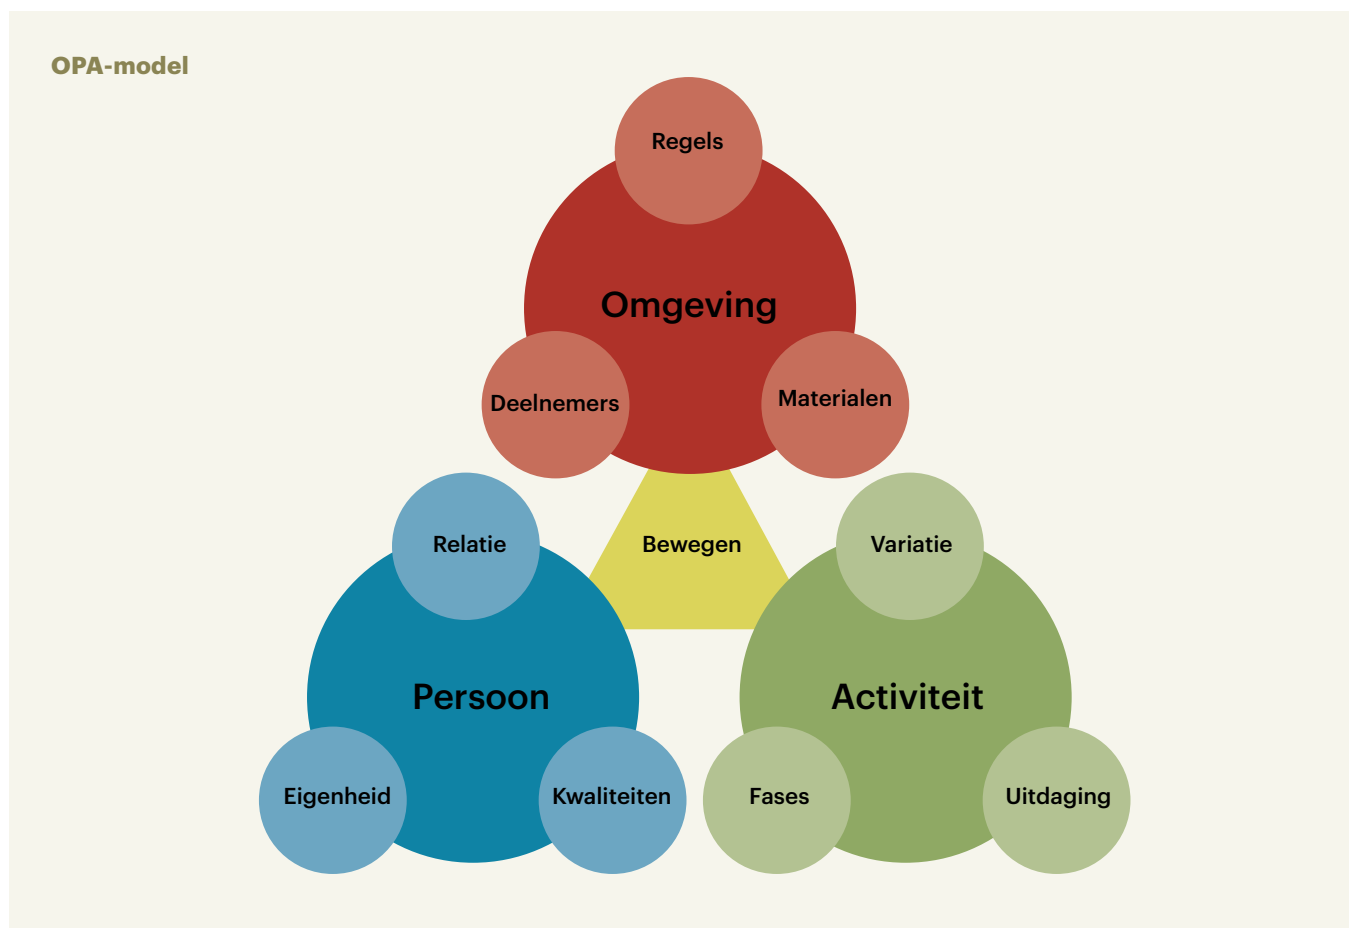 OPA-model
Regels
Omgeving
Deelnemers
Materialen
Relatie
Bewegen
Variatie
Persoon
Activiteit
Eigenheid
Kwaliteiten
Fases
Uitdaging